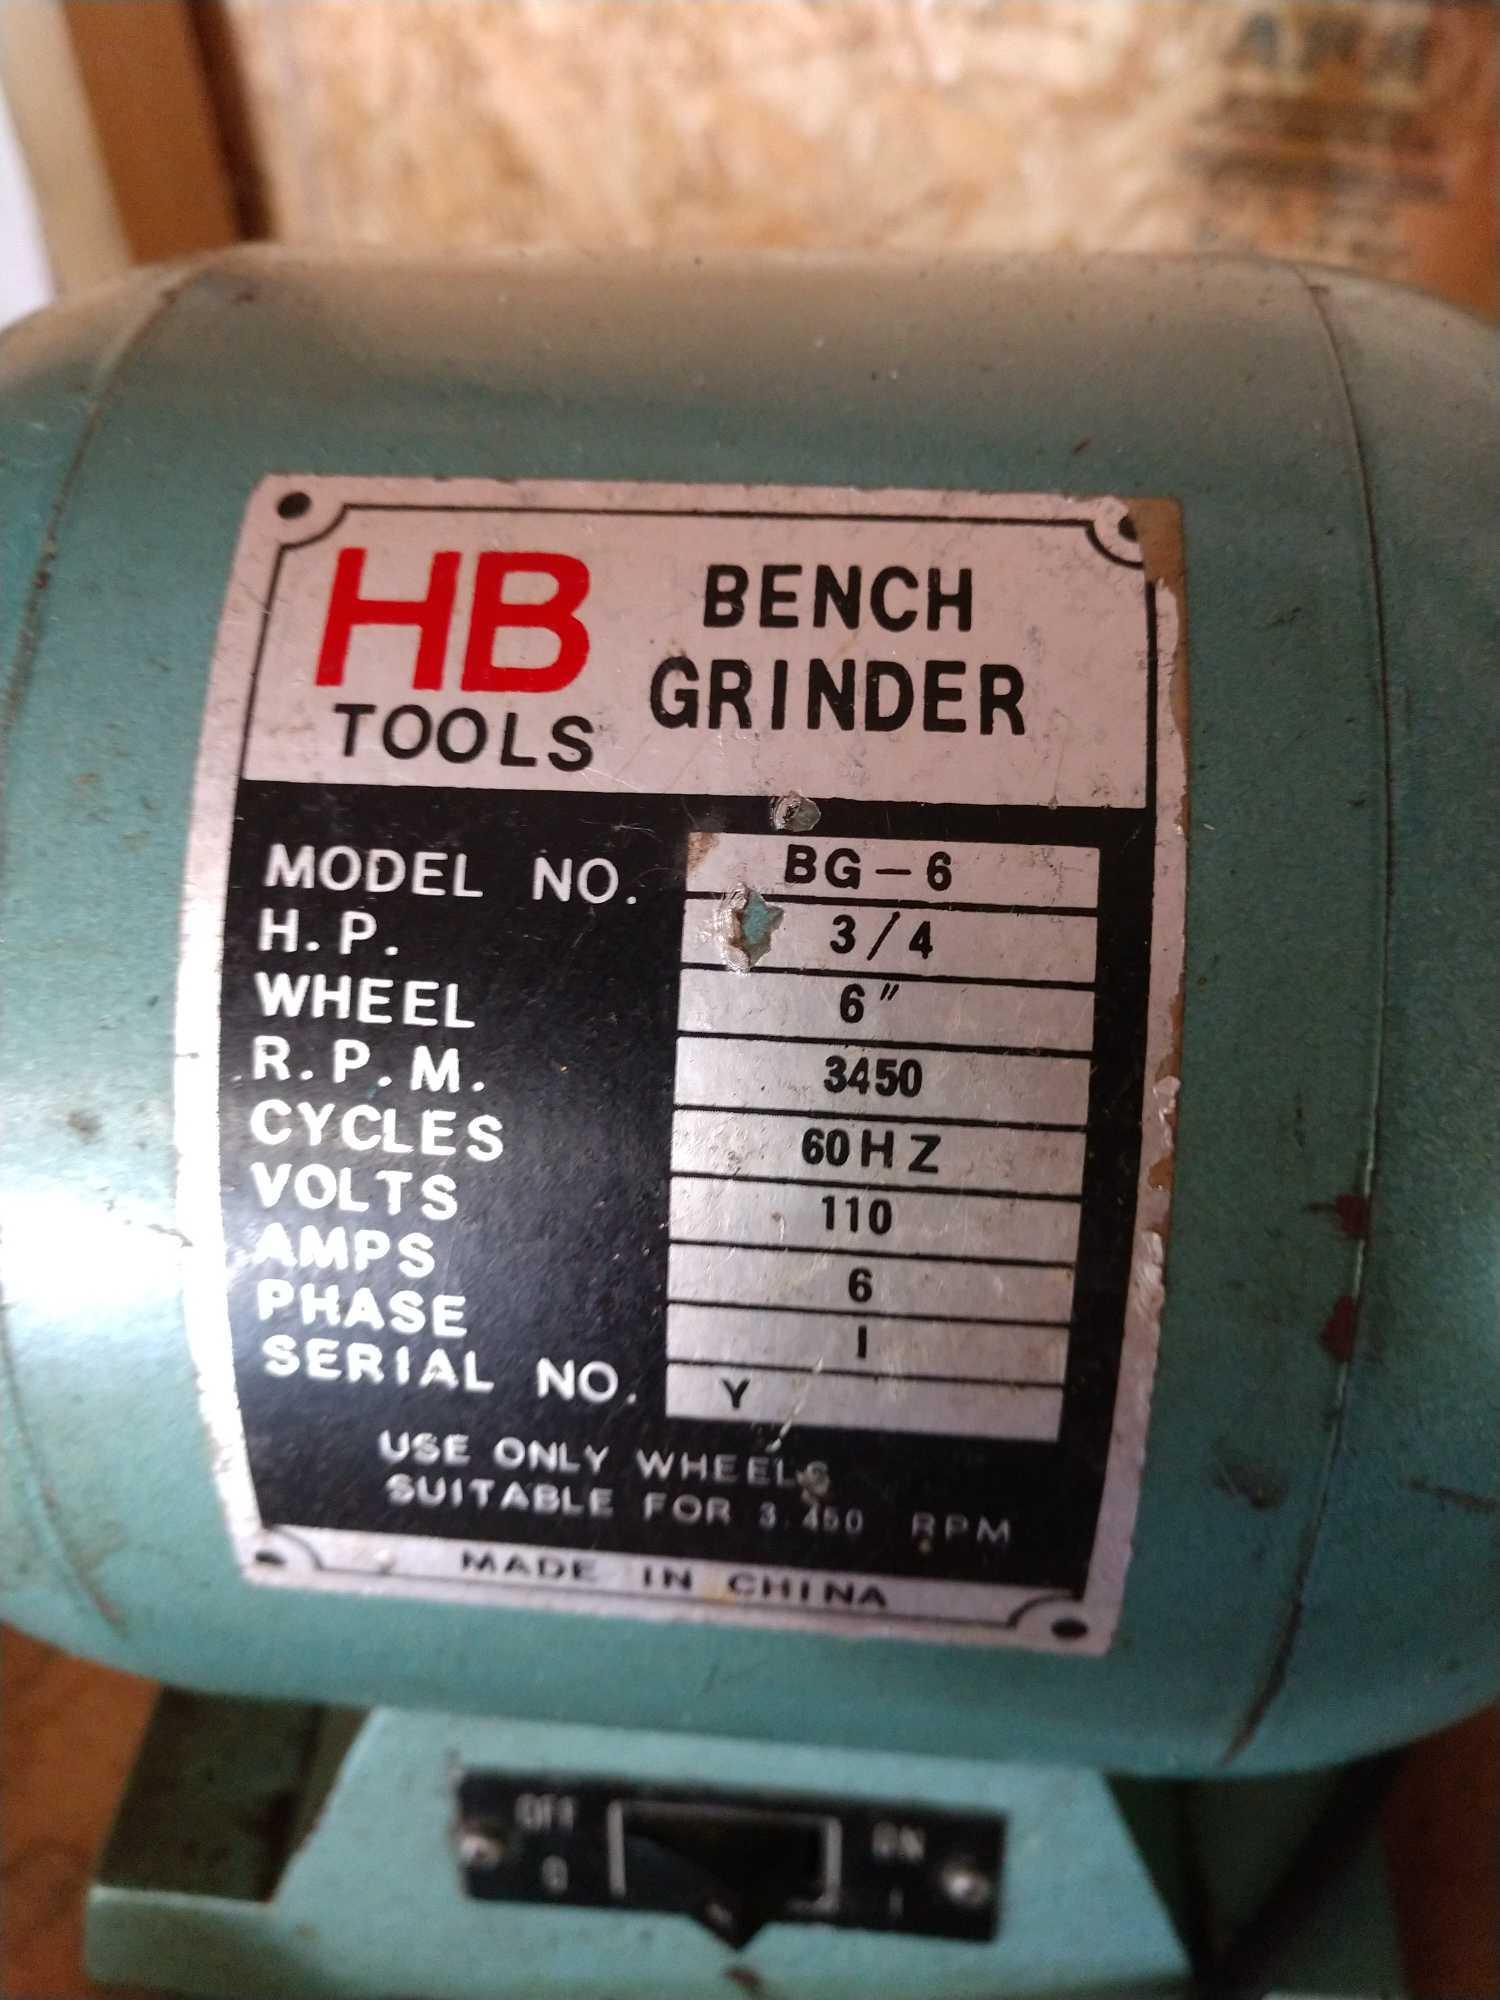 HB
TOOLS
BENCH
GRINDER
MODEL NO. BG-6
H.P. 3/4
WHEEL 6"
R.P.M. 3450
CYCLES 60HZ
VOLTS 110
AMPS 6
PHASE 1
SERIAL NO. Y
USE ONLY WHEELS
SUITABLE FOR 3.450 RPM
MADE IN CHINA
OFF ON
0 I